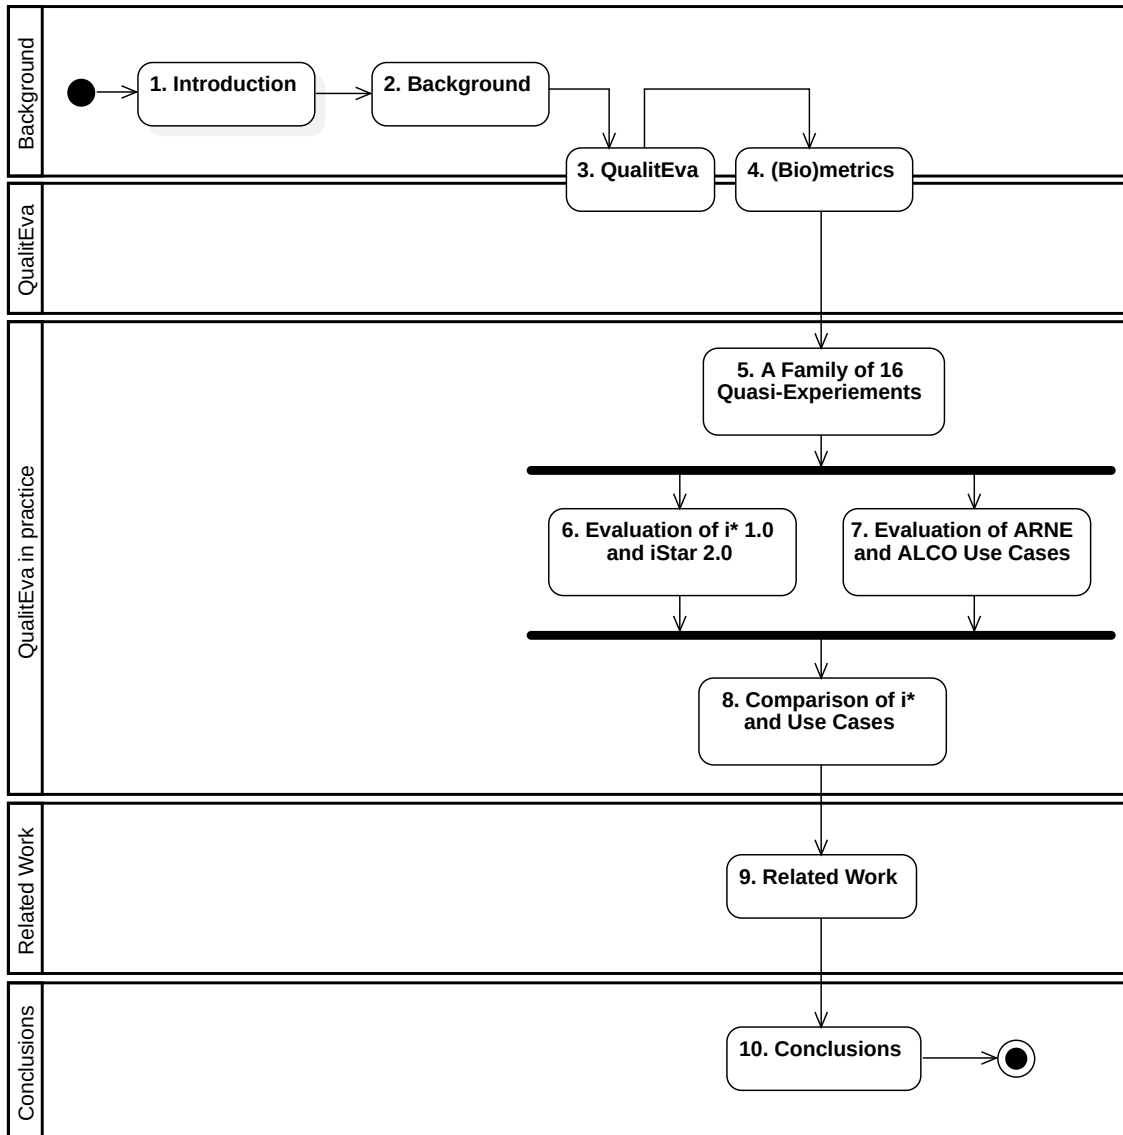 Background
1. Introduction
2. Background
3. QualitEva
4. (Bio)metrics
QualitEva
QualitEva in practice
5. A Family of 16
Quasi-Experiements
6. Evaluation of i* 1.0
and iStar 2.0
7. Evaluation of ARNE
and ALCO Use Cases
8. Comparison of i*
and Use Cases
Related Work
9. Related Work
Conclusions
10. Conclusions